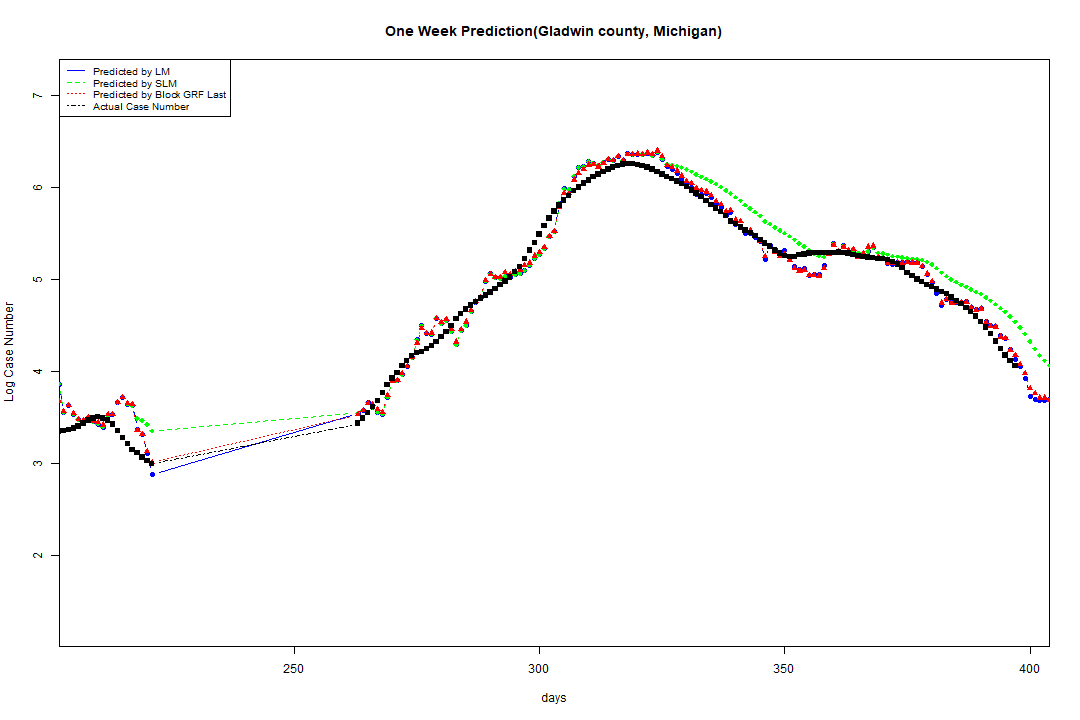 One Week Prediction(Gladwin county, Michigan)
Predicted by LM
Predicted by SLM
Predicted by Block GRF Last
Actual Case Number
7
6
5
4
3
2
Log Case Number
250
300
350
400
days